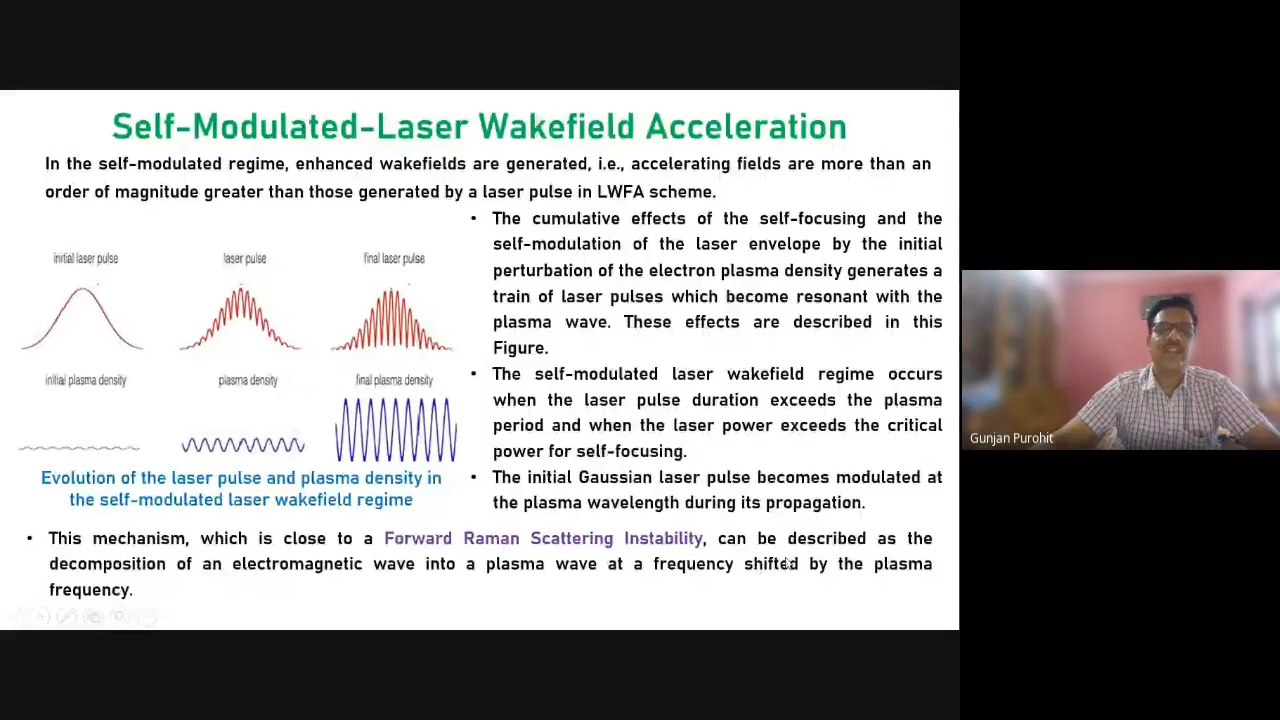 Self-Modulated-Laser Wakefield Acceleration
In the self-modulated regime, enhanced wakefields are generated, i.e., accelerating fields are more than an
order of magnitude greater than those generated by a laser pulse in LWFA scheme.
initial laser pulse
laser pulse
final laser pulse
initial plasma density
plasma density
final plasma density
Evolution of the laser pulse and plasma density in
the self-modulated laser wakefield regime
• The cumulative effects of the self-focusing and the
self-modulation of the laser envelope by the initial
perturbation of the electron plasma density generates a
train of laser pulses which become resonant with the
plasma wave. These effects are described in this
Figure.
• The self-modulated laser wakefield regime occurs
when the laser pulse duration exceeds the plasma
period and when the laser power exceeds the critical
power for self-focusing.
• The initial Gaussian laser pulse becomes modulated at
the plasma wavelength during its propagation.
• This mechanism, which is close to a Forward Raman Scattering Instability, can be described as the
decomposition of an electromagnetic wave into a plasma wave at a frequency shifted by the plasma
frequency.
Gunjan Purohit